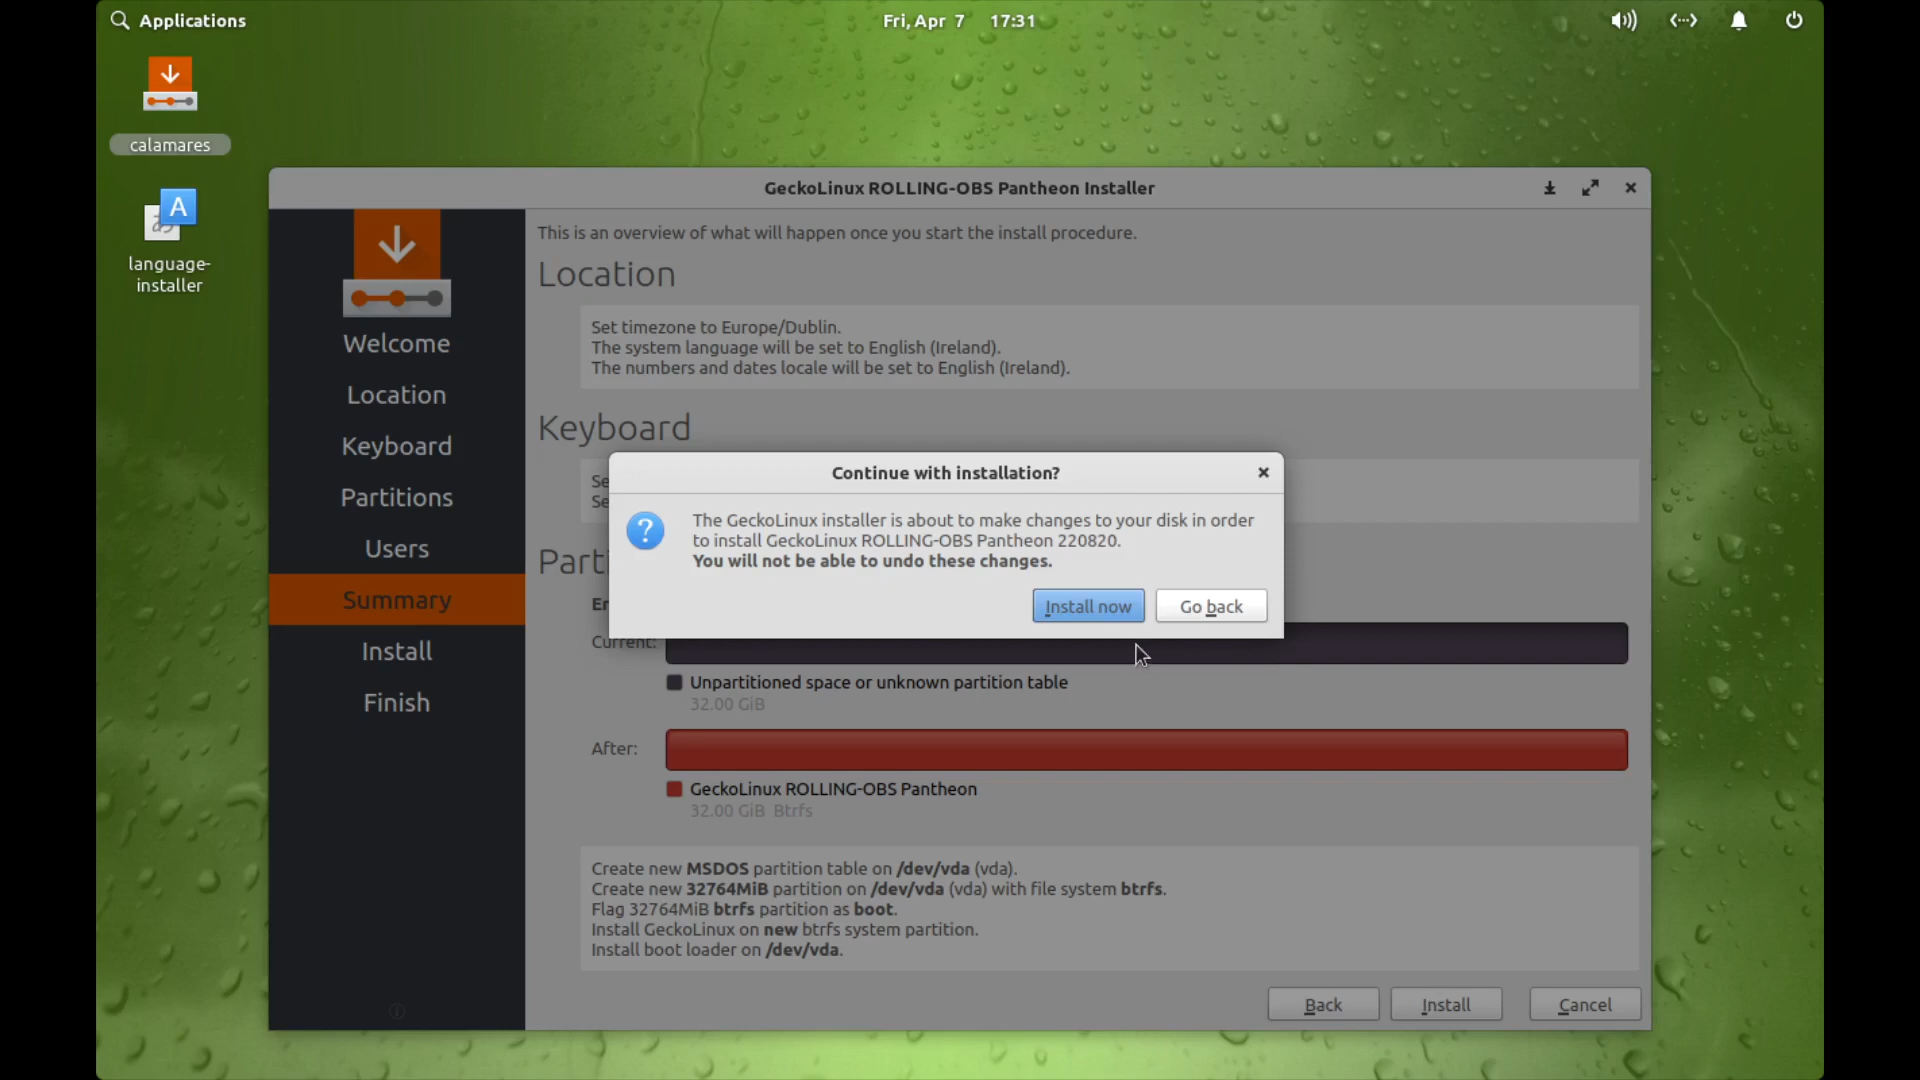 Applications
Fri, Apr 7 17:31
calamares
A
language-
installer
GeckoLinux ROLLING-OBS Pantheon Installer
Welcome
Location
Keyboard
Partitions
Users
Summary
Install
Finish
This is an overview of what will happen once you start the install procedure.
Location
Set timezone to Europe/Dublin.
The system language will be set to English (Ireland).
The numbers and dates locale will be set to English (Ireland).
Keyboard
Se
Se
Continue with installation?
?
The GeckoLinux installer is about to make changes to your disk in order
to install GeckoLinux ROLLING-OBS Pantheon 220820.
You will not be able to undo these changes.
Install now Go back
Parti
Er
Current:
Unpartitioned space or unknown partition table
32.00 GiB
After:
GeckoLinux ROLLING-OBS Pantheon
32.00 GiB Btrfs
Create new MSDOS partition table on /dev/vda (vda).
Create new 32764MiB partition on /dev/vda (vda) with file system btrfs.
Flag 32764MiB btrfs partition as boot.
Install GeckoLinux on new btrfs system partition.
Install boot loader on /dev/vda.
Back Install Cancel